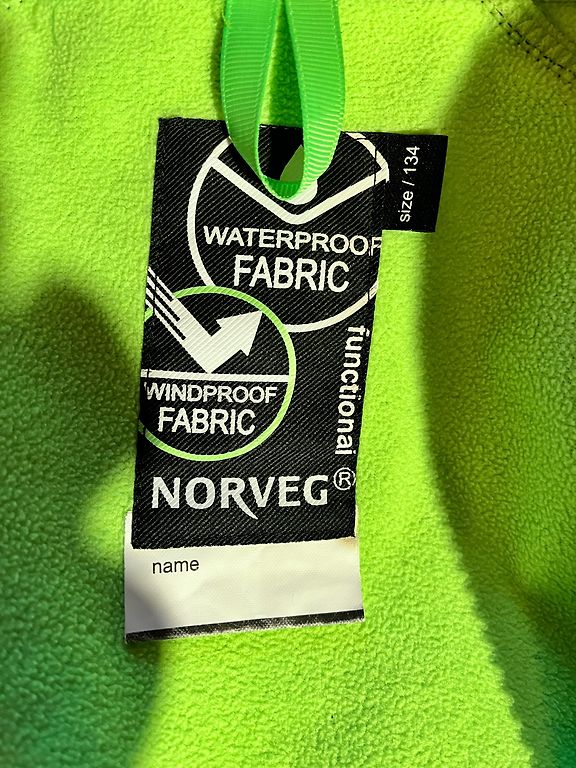 size / 134
WATERPROOF
FABRIC
WINDPROOF
FABRIC
functional
NORVEG®
name